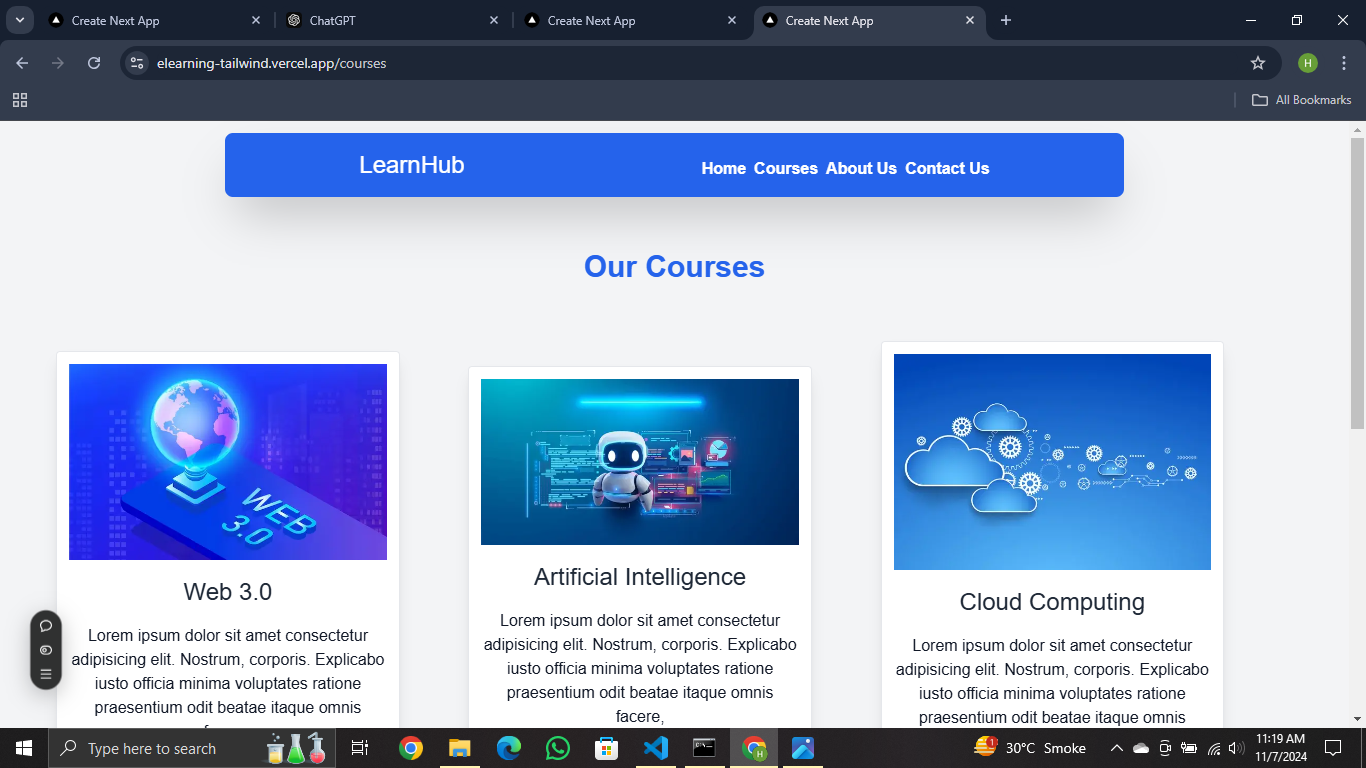 Create Next App
ChatGPT
Create Next App
Create Next App
elearning-tailwind.vercel.app/courses
H
All Bookmarks
LearnHub
Home Courses About Us Contact Us
Our Courses
WEB
3.0
Web 3.0
Lorem ipsum dolor sit amet consectetur
adipisicing elit. Nostrum, corporis. Explicabo
iusto officia minima voluptates ratione
praesentium odit beatae itaque omnis
Artificial Intelligence
Lorem ipsum dolor sit amet consectetur
adipisicing elit. Nostrum, corporis. Explicabo
iusto officia minima voluptates ratione
praesentium odit beatae itaque omnis
facere,
Cloud Computing
Lorem ipsum dolor sit amet consectetur
adipisicing elit. Nostrum, corporis. Explicabo
iusto officia minima voluptates ratione
praesentium odit beatae itaque omnis
Type here to search
H
1
30°C Smoke
11:19 AM
11/7/2024